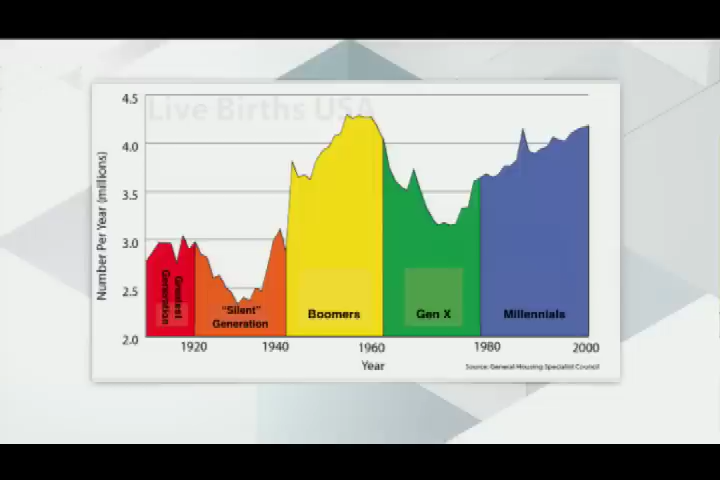 Live Births USA
4.5
4.0
3.5
3.0
2.5
2.0
Number Per Year (millions)
Greatest
Generation
"Silent"
Generation
Boomers
Gen X
Millennials
1920
1940
1960
1980
2000
Year
Source: General Housing Specialist Council